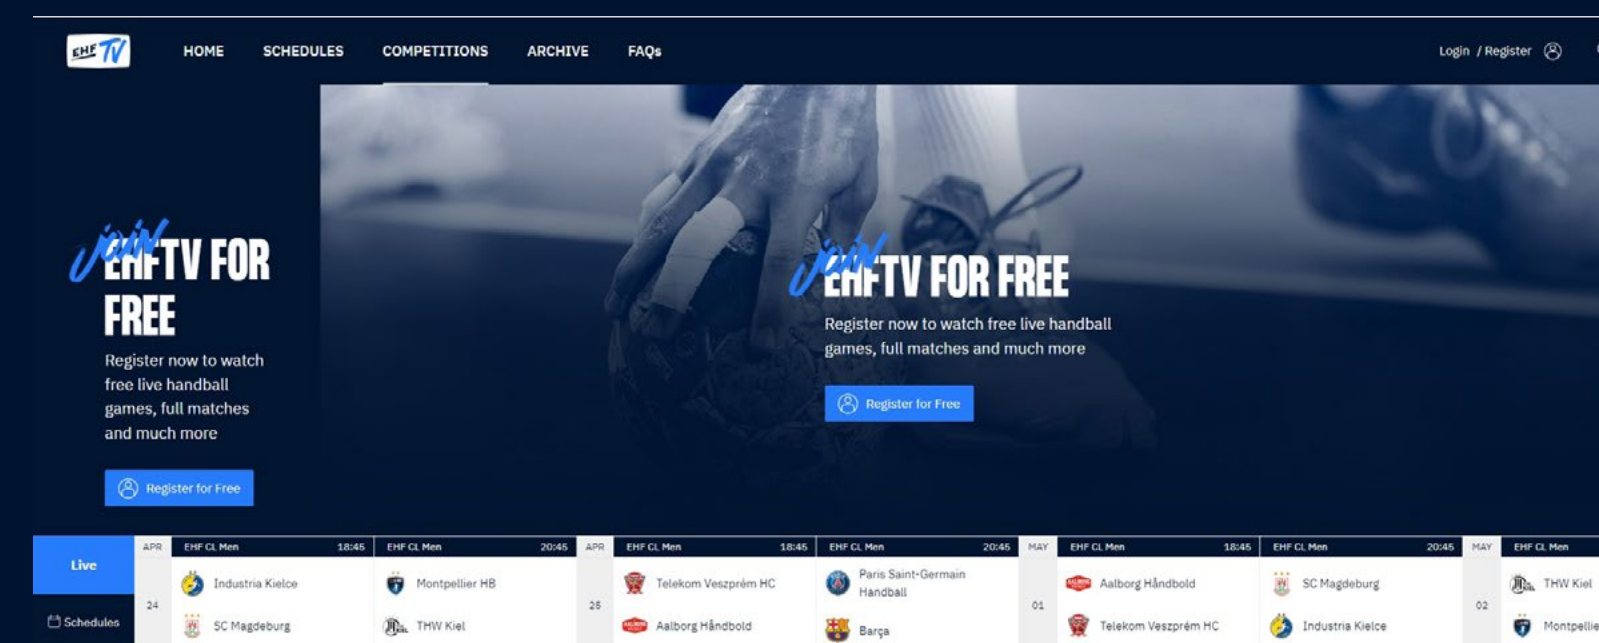 EHF TV
HOME SCHEDULES COMPETITIONS ARCHIVE FAQs
Login / Register
join
EHFTV FOR
FREE
Register now to watch
free live handball
games, full matches
and much more
Register for Free
join
EHFTV FOR FREE
Register now to watch free live handball
games, full matches and much more
Register for Free
Live
Schedules
APR
24
EHF CL Men 18:45
Industria Kielce
SC Magdeburg
EHF CL Men 20:45
Montpellier HB
THW Kiel
APR
25
EHF CL Men 18:45
Telekom Veszprém HC
Aalborg Håndbold
EHF CL Men 20:45
Paris Saint-Germain
Handball
Barça
MAY
01
EHF CL Men 18:45
Aalborg Håndbold
Telekom Veszprém HC
EHF CL Men 20:45
SC Magdeburg
Industria Kielce
MAY
02
EHF CL Men
THW Kiel
Montpellie